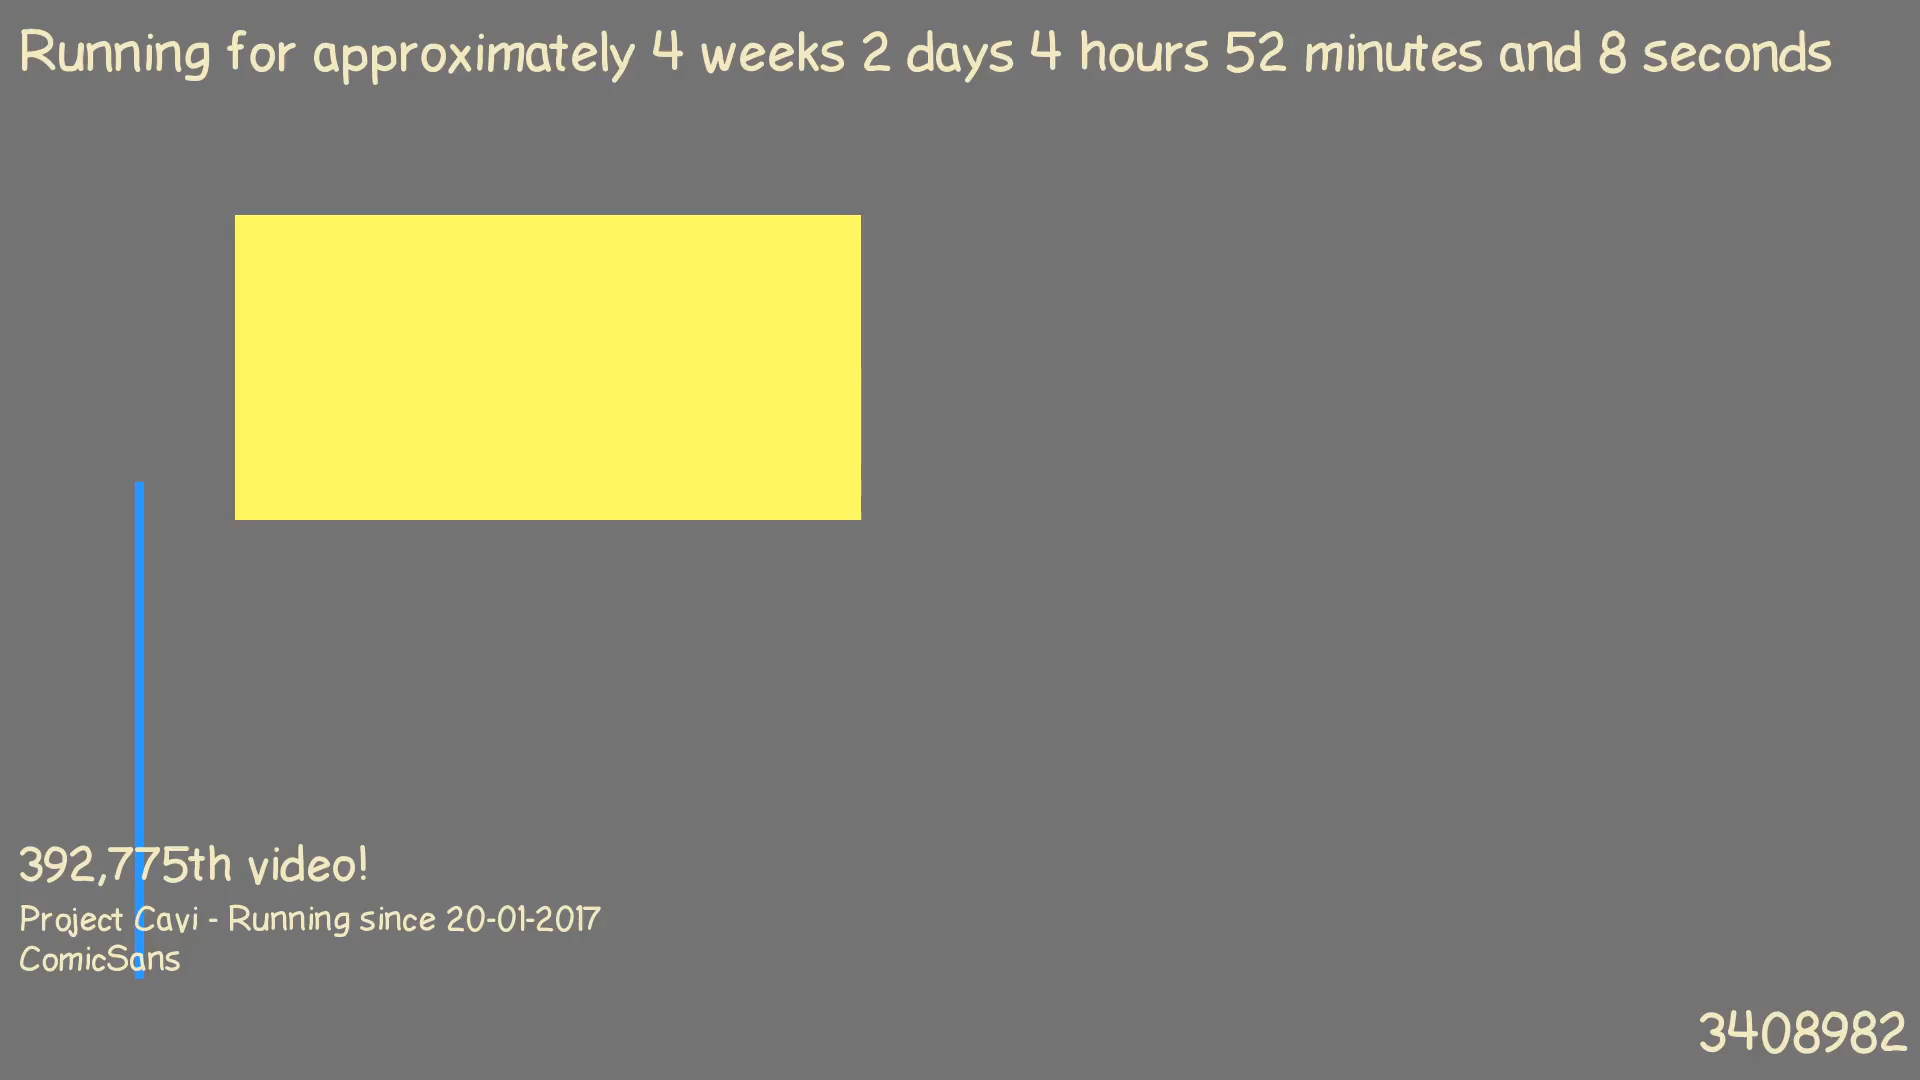 Running for approximately 4 weeks 2 days 4 hours 52 minutes and 8 seconds
392,775th video!
Project Cavi - Running since 20-01-2017
ComicSans
3408982